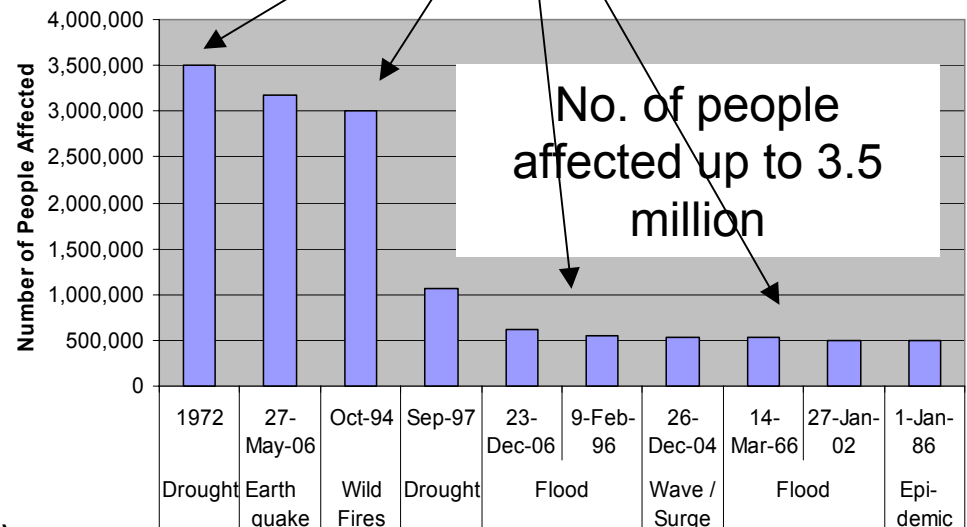 4,000,000
3,500,000
3,000,000
2,500,000
2,000,000
1,500,000
1,000,000
500,000
0
Number of People Affected
No. of people
affected up to 3.5
million
1972 27- Oct-94 Sep-97 23- 9-Feb- 26- 14- 27-Jan- 1-Jan-
May-06 Dec-06 96 Dec-04 Mar-66 02 86
Drought Earth Wild Drought Flood Wave / Flood Epi-
quake Fires Surge demic